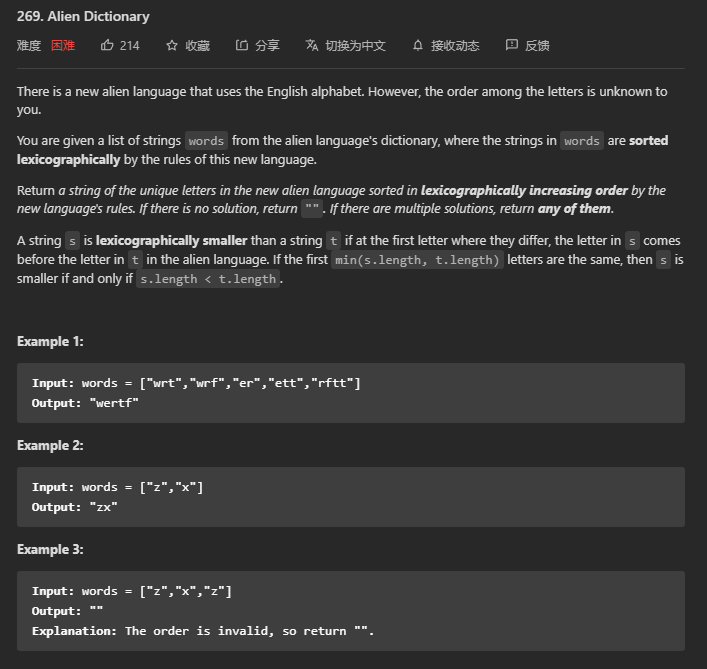 269. Alien Dictionary
难度 困难 214 收藏 分享 切换为中文 接收动态 反馈
There is a new alien language that uses the English alphabet. However, the order among the letters is unknown to
you.
You are given a list of strings words from the alien language's dictionary, where the strings in words are sorted
lexicographically by the rules of this new language.
Return a string of the unique letters in the new alien language sorted in lexicographically increasing order by the
new language's rules. If there is no solution, return "". If there are multiple solutions, return any of them.
A string s is lexicographically smaller than a string t if at the first letter where they differ, the letter in s comes
before the letter in t in the alien language. If the first min(s.length, t.length) letters are the same, then s is
smaller if and only if s.length < t.length.
Example 1:
Input: words = ["wrt","wrf","er","ett","rftt"]
Output: "wertf"
Example 2:
Input: words = ["z","x"]
Output: "zx"
Example 3:
Input: words = ["z","x","z"]
Output: ""
Explanation: The order is invalid, so return "".